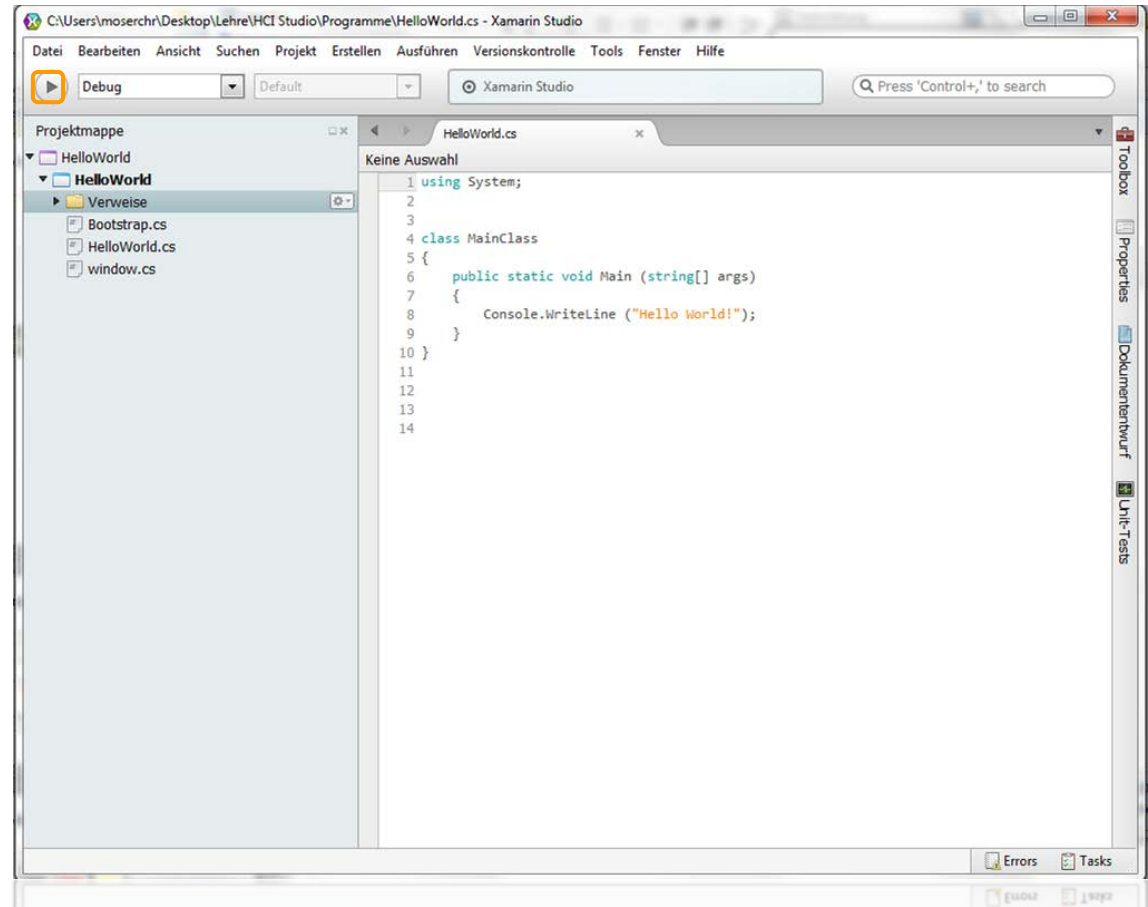 C:\Users\moserchr\Desktop\Lehre\HCI Studio\Programme\HelloWorld.cs - Xamarin Studio
Datei Bearbeiten Ansicht Suchen Projekt Erstellen Ausführen Versionskontrolle Tools Fenster Hilfe
Debug Default Xamarin Studio Press 'Control+,' to search
Projektmappe
HelloWorld
HelloWorld
Verweise
Bootstrap.cs
HelloWorld.cs
window.cs
HelloWorld.cs
Keine Auswahl
1 using System;
2
3
4 class MainClass
5 {
6 public static void Main (string[] args)
7 {
8 Console.WriteLine ("Hello World!");
9 }
10 }
11
12
13
14
Toolbox
Properties
Dokumententwurf
Unit-Tests
Errors Tasks